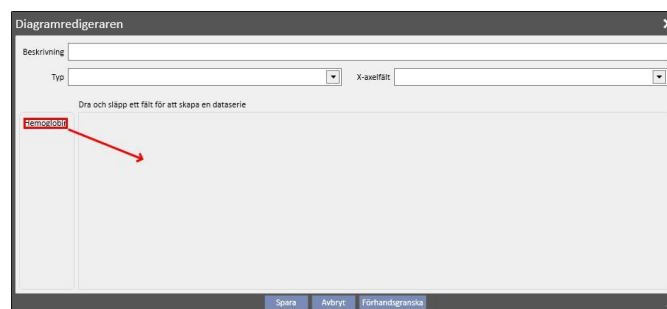 Diagramredigeraren
Beskrivning
Typ X-axelfält
Dra och släpp ett fält för att skapa en dataserie
Hemoglobin
Spara Avbryt Förhandsgranska